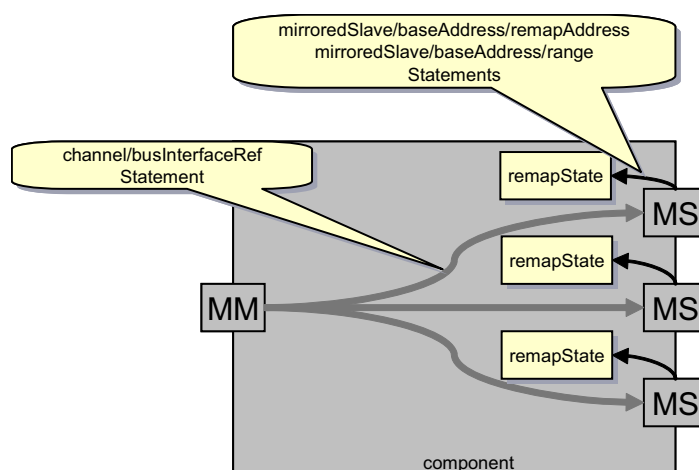 mirroredSlave/baseAddress/remapAddress
mirroredSlave/baseAddress/range
Statements
channel/busInterfaceRef
Statement
remapState
MS
remapState
MM
MS
remapState
MS
component